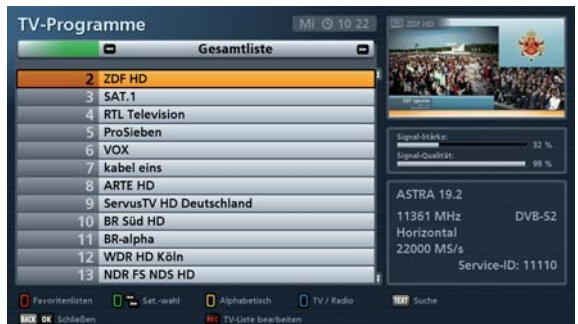 TV-Programme
Mi 10 22
Gesamtliste
2 ZDF HD
3 SAT.1
4 RTL Television
5 ProSieben
6 VOX
7 kabel eins
8 ARTE HD
9 ServusTV HD Deutschland
10 BR Süd HD
11 BR-alpha
12 WDR HD Köln
13 NDR FS NDS HD
ZDF HD
ZDF spezial
Signal-Stärke:
32 %
Signal-Qualität:
99 %
ASTRA 19.2
11361 MHz DVB-S2
Horizontal
22000 MS/s
Service-ID: 11110
Favoritenlisten Sat.-wahl Alphabetisch TV / Radio TEXT Suche
BACK OK Schließen REC TV-Liste bearbeiten